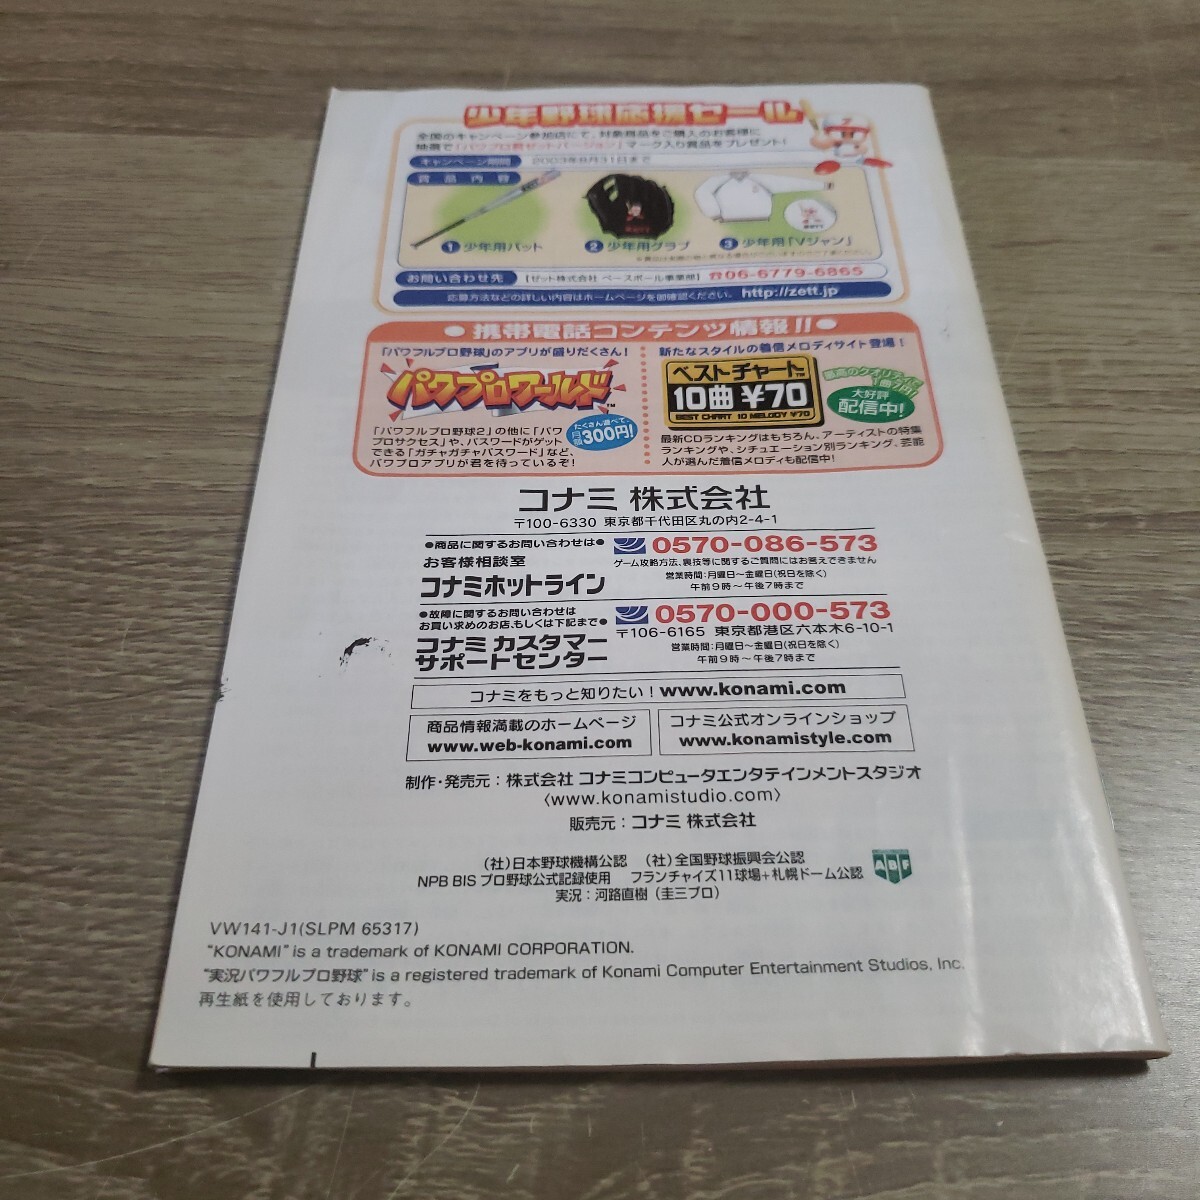 少年野球応援セール
全国のキャンペーン参加店にて、対象商品をご購入のお客様に
抽選で「パワプロ君ゼットバージョン」マーク入り賞品をプレゼント!
キャンペーン期間 2003年8月31日まで
賞品内容
①少年用バット ②少年用グラブ ③少年用「Vジャン」
お問い合わせ先 【ゼット株式会社 ベースボール事業部】 ☎06-6779-6865
応募方法などの詳しい内容はホームページを御確認ください。 http://zett.jp
●携帯電話コンテンツ情報!!●
「パワフルプロ野球」のアプリが盛りだくさん!
パワプロワールド™
「パワフルプロ野球2」の他に「パワ
プロサクセス」や、パスワードがゲット
できる「ガチャガチャパスワード」など、
パワプロアプリが君を待っているぞ!
たくさん遊べて、
月額300円!
新たなスタイルの着信メロディサイト登場!
ベストチャート™
10曲 ¥70
BEST CHART 10 MELODY ¥70
最高のクオリティで
大好評
配信中!
最新CDランキングはもちろん、アーティストの特集
ランキングや、シチュエーション別ランキング、芸能
人が選んだ着信メロディも配信中!
コナミ 株式会社
〒100-6330 東京都千代田区丸の内2-4-1
●商品に関するお問い合わせは●
お客様相談室
コナミホットライン
0570-086-573
ゲーム攻略方法、裏技等に関するご質問にはお答えできません
営業時間:月曜日〜金曜日(祝日を除く)
午前9時〜午後7時まで
●故障に関するお問い合わせは
お買い求めのお店、もしくは下記まで●
コナミ カスタマー
サポートセンター
0570-000-573
〒106-6165 東京都港区六本木6-10-1
営業時間:月曜日〜金曜日(祝日を除く)
午前9時〜午後7時まで
コナミをもっと知りたい! www.konami.com
商品情報満載のホームページ
www.web-konami.com
コナミ公式オンラインショップ
www.konamistyle.com
制作・発売元:株式会社 コナミコンピュータエンタテインメントスタジオ
〈www.konamistudio.com〉
販売元:コナミ 株式会社
(社)日本野球機構公認 (社)全国野球振興会公認
NPB BIS プロ野球公式記録使用 フランチャイズ11球場+札幌ドーム公認
実況:河路直樹(圭三プロ)
ABF
VW141-J1(SLPM 65317)
"KONAMI" is a trademark of KONAMI CORPORATION.
"実況パワフルプロ野球" is a registered trademark of Konami Computer Entertainment Studios, Inc.
再生紙を使用しております。